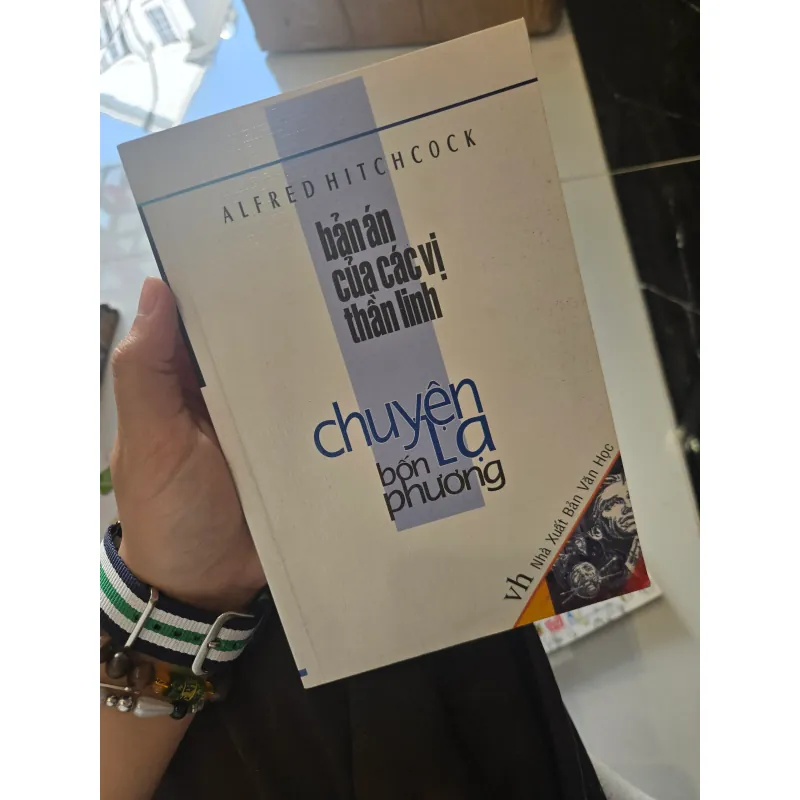 ALFRED HITCHCOCK
bản án
của các vị
thần linh
chuyện
Lạ
bốn
phương
vh Nhà Xuất Bản Văn Học